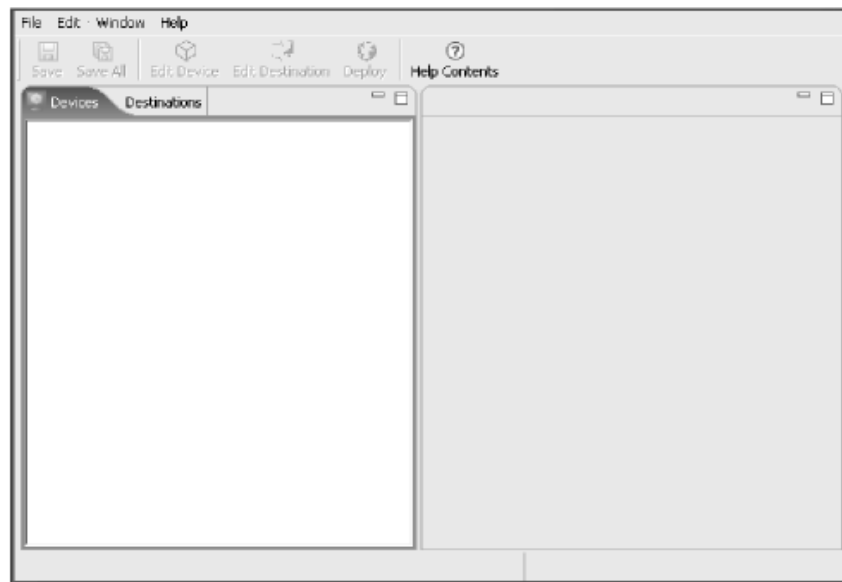 File Edit Window Help
Save Save All Edit Device Edit Destination Deploy Help Contents
Devices Destinations